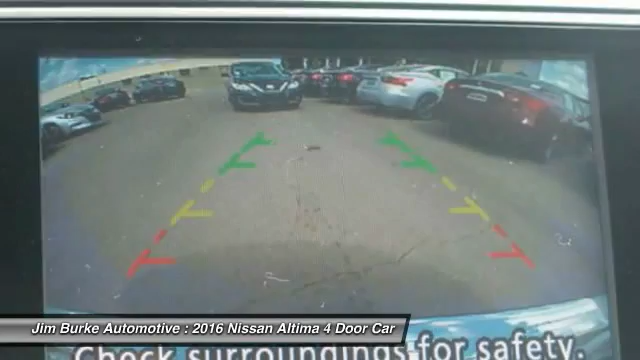 Jim Burke Automotive : 2016 Nissan Altima 4 Door Car
Check surroundings for safety.